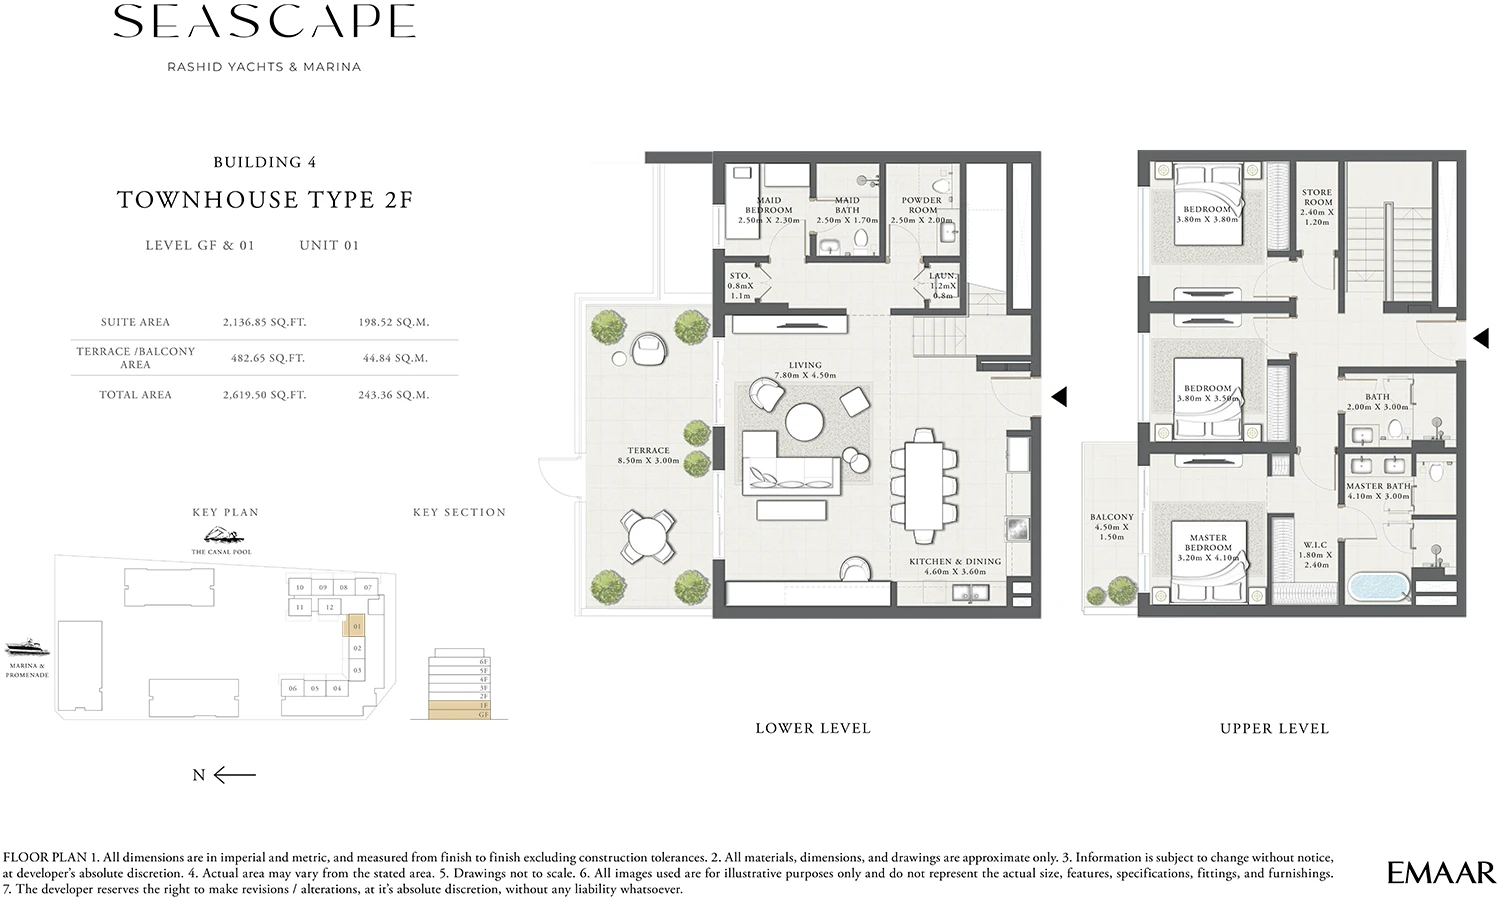 SEASCAPE
RASHID YACHTS & MARINA
BUILDING 4
TOWNHOUSE TYPE 2F
LEVEL GF & 01 UNIT 01
SUITE AREA 2,136.85 SQ.FT. 198.52 SQ.M.
TERRACE /BALCONY
AREA 482.65 SQ.FT. 44.84 SQ.M.
TOTAL AREA 2,619.50 SQ.FT. 243.36 SQ.M.
KEY PLAN
THE CANAL POOL
10 09 08 07
11 12
01
02
03
06 05 04
MARINA &
PROMENADE
N
KEY SECTION
6F
5F
4F
3F
2F
1F
GF
MAID
BEDROOM
2.50m X 2.30m
MAID
BATH
2.50m X 1.70m
POWDER
ROOM
2.50m X 2.00m
STO.
0.8mX
1.1m
LAUN.
1.2mX
0.8m
LIVING
7.80m X 4.50m
TERRACE
8.50m X 3.00m
KITCHEN & DINING
4.60m X 3.60m
LOWER LEVEL
BEDROOM
3.80m X 3.80m
STORE
ROOM
2.40m X
1.20m
BEDROOM
3.80m X 3.50m
BATH
2.00m X 3.00m
MASTER BATH
4.10m X 3.00m
BALCONY
4.50m X
1.50m
MASTER
BEDROOM
3.20m X 4.10m
W.I.C
1.80m X
2.40m
UPPER LEVEL
FLOOR PLAN 1. All dimensions are in imperial and metric, and measured from finish to finish excluding construction tolerances. 2. All materials, dimensions, and drawings are approximate only. 3. Information is subject to change without notice,
at developer's absolute discretion. 4. Actual area may vary from the stated area. 5. Drawings not to scale. 6. All images used are for illustrative purposes only and do not represent the actual size, features, specifications, fittings, and furnishings.
7. The developer reserves the right to make revisions / alterations, at it's absolute discretion, without any liability whatsoever.
EMAAR